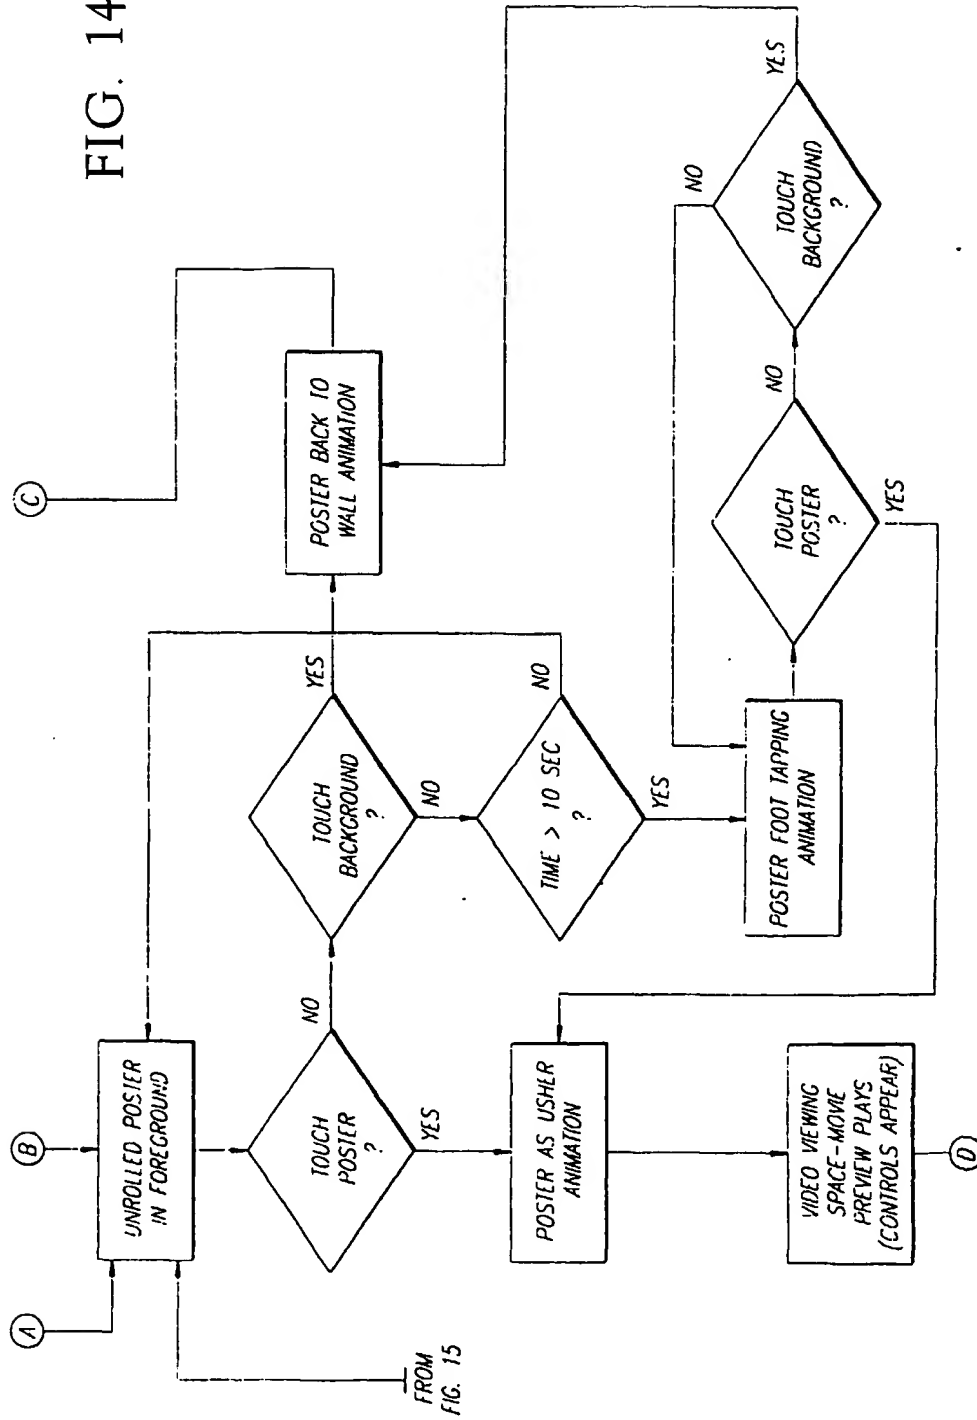 FIG. 14
A
B
C
FROM
FIG. 15
UNROLLED POSTER
IN FOREGROUND
TOUCH
POSTER
?
NO
YES
TOUCH
BACKGROUND
?
YES
NO
POSTER BACK TO
WALL ANIMATION
TIME > 10 SEC
?
NO
YES
POSTER AS USHER
ANIMATION
POSTER FOOT TAPPING
ANIMATION
TOUCH
POSTER
?
NO
YES
TOUCH
BACKGROUND
?
NO
YES
VIDEO VIEWING
SPACE-MOVIE
PREVIEW PLAYS
(CONTROLS APPEAR)
D